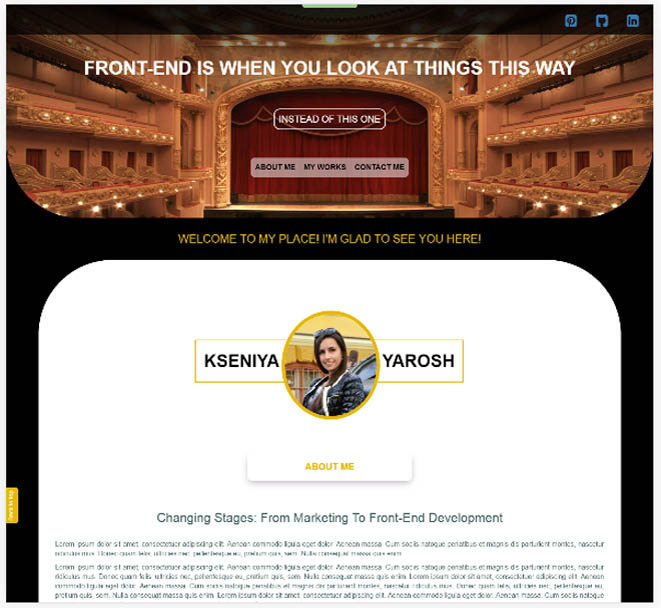 FRONT-END IS WHEN YOU LOOK AT THINGS THIS WAY
INSTEAD OF THIS ONE
ABOUT ME MY WORKS CONTACT ME
WELCOME TO MY PLACE! I'M GLAD TO SEE YOU HERE!
KSENIYA YAROSH
ABOUT ME
Changing Stages: From Marketing To Front-End Development
Lorem ipsum dolor sit amet, consectetuer adipiscing elit. Aenean commodo ligula eget dolor. Aenean massa. Cum sociis natoque penatibus et magnis dis parturient montes, nascetur
ridiculus mus. Donec quam felis, ultricies nec, pellentesque eu, pretium quis, sem. Nulla consequat massa quis enim.
Lorem ipsum dolor sit amet, consectetuer adipiscing elit. Aenean commodo ligula eget dolor. Aenean massa. Cum sociis natoque penatibus et magnis dis parturient montes, nascetur
ridiculus mus. Donec quam felis, ultricies nec, pellentesque eu, pretium quis, sem. Nulla consequat massa quis enim. Lorem ipsum dolor sit amet, consectetuer adipiscing elit. Aenean
commodo ligula eget dolor. Aenean massa. Cum sociis natoque penatibus et magnis dis parturient montes, nascetur ridiculus mus. Donec quam felis, ultricies nec, pellentesque eu,
pretium quis, sem. Nulla consequat massa quis enim. Lorem ipsum dolor sit amet, consectetuer adipiscing elit. Aenean commodo ligula eget dolor. Aenean massa. Cum sociis natoque